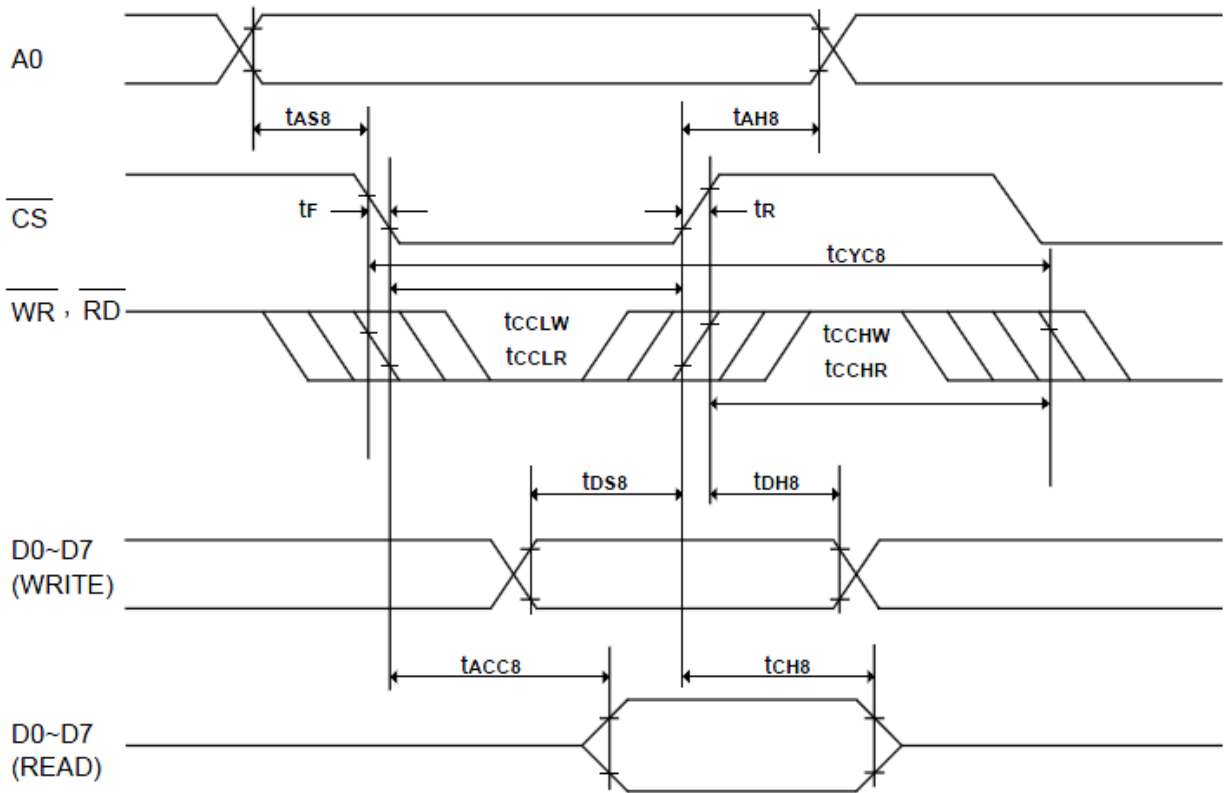 A0
tAS8
tAH8
CS
tF
tR
tCYC8
WR , RD
tCCLW
tCCLR
tCCHW
tCCHR
tDS8
tDH8
D0~D7
(WRITE)
tACC8
tCH8
D0~D7
(READ)